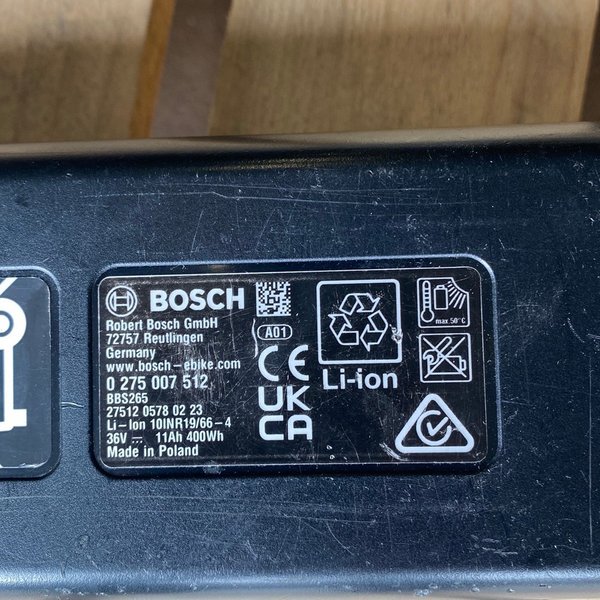 BOSCH
Robert Bosch GmbH
72757 Reutlingen
Germany
www.bosch-ebike.com
0 275 007 512
BBS265
27512 0578 02 23
Li-Ion 10INR19/66-4
36V ⎓ 11Ah 400Wh
Made in Poland
A01
CE
UK
CA
Li-ion
max. 50°C